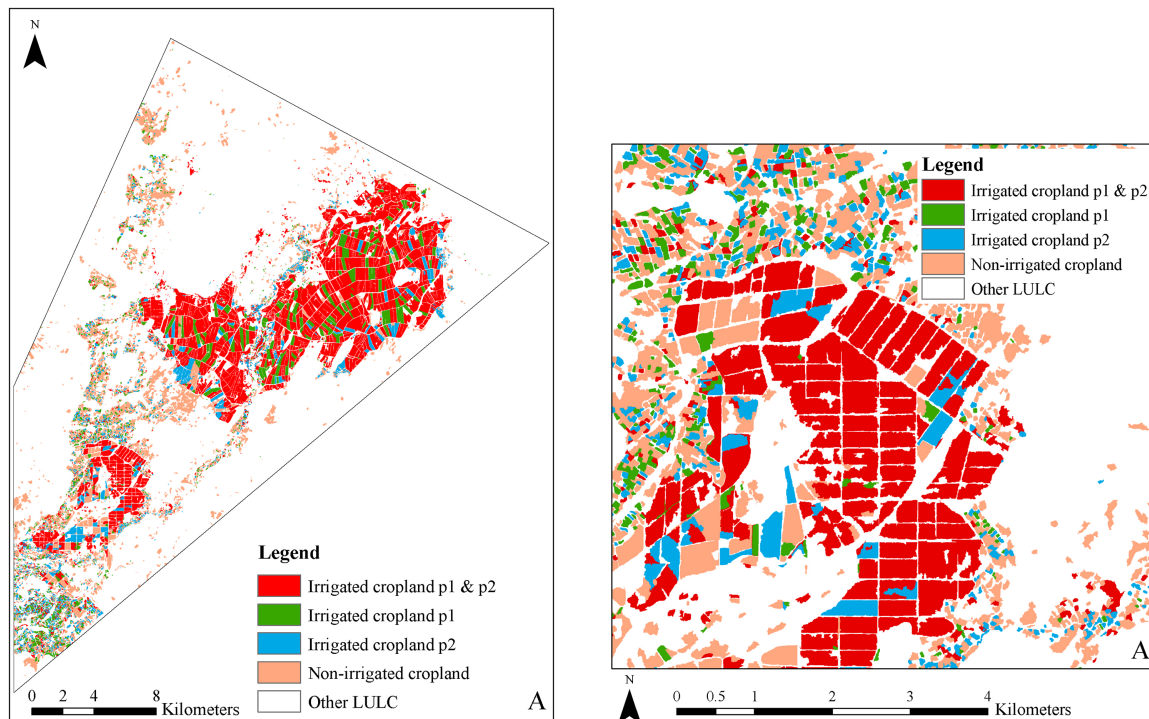 N
Legend
Irrigated cropland p1 & p2
Irrigated cropland p1
Irrigated cropland p2
Non-irrigated cropland
Other LULC
0 2 4 8
Kilometers
A
Legend
Irrigated cropland p1 & p2
Irrigated cropland p1
Irrigated cropland p2
Non-irrigated cropland
Other LULC
A
N
0 0.5 1 2 3 4
Kilometers